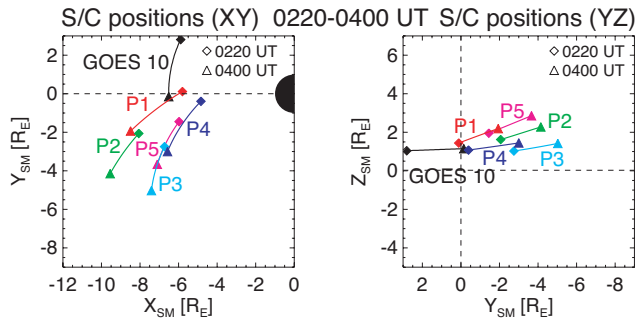 S/C positions (XY) 0220-0400 UT S/C positions (YZ)
GOES 10
◇ 0220 UT
△ 0400 UT
P1
P2
P5
P4
P3
2
0
-2
-4
-6
-8
Y_SM [R_E]
-12 -10 -8 -6 -4 -2 0
X_SM [R_E]
◇ 0220 UT
△ 0400 UT
P1
P2
P4
P3
GOES 10
6
4
2
0
-2
-4
Z_SM [R_E]
2 0 -2 -4 -6 -8
Y_SM [R_E]